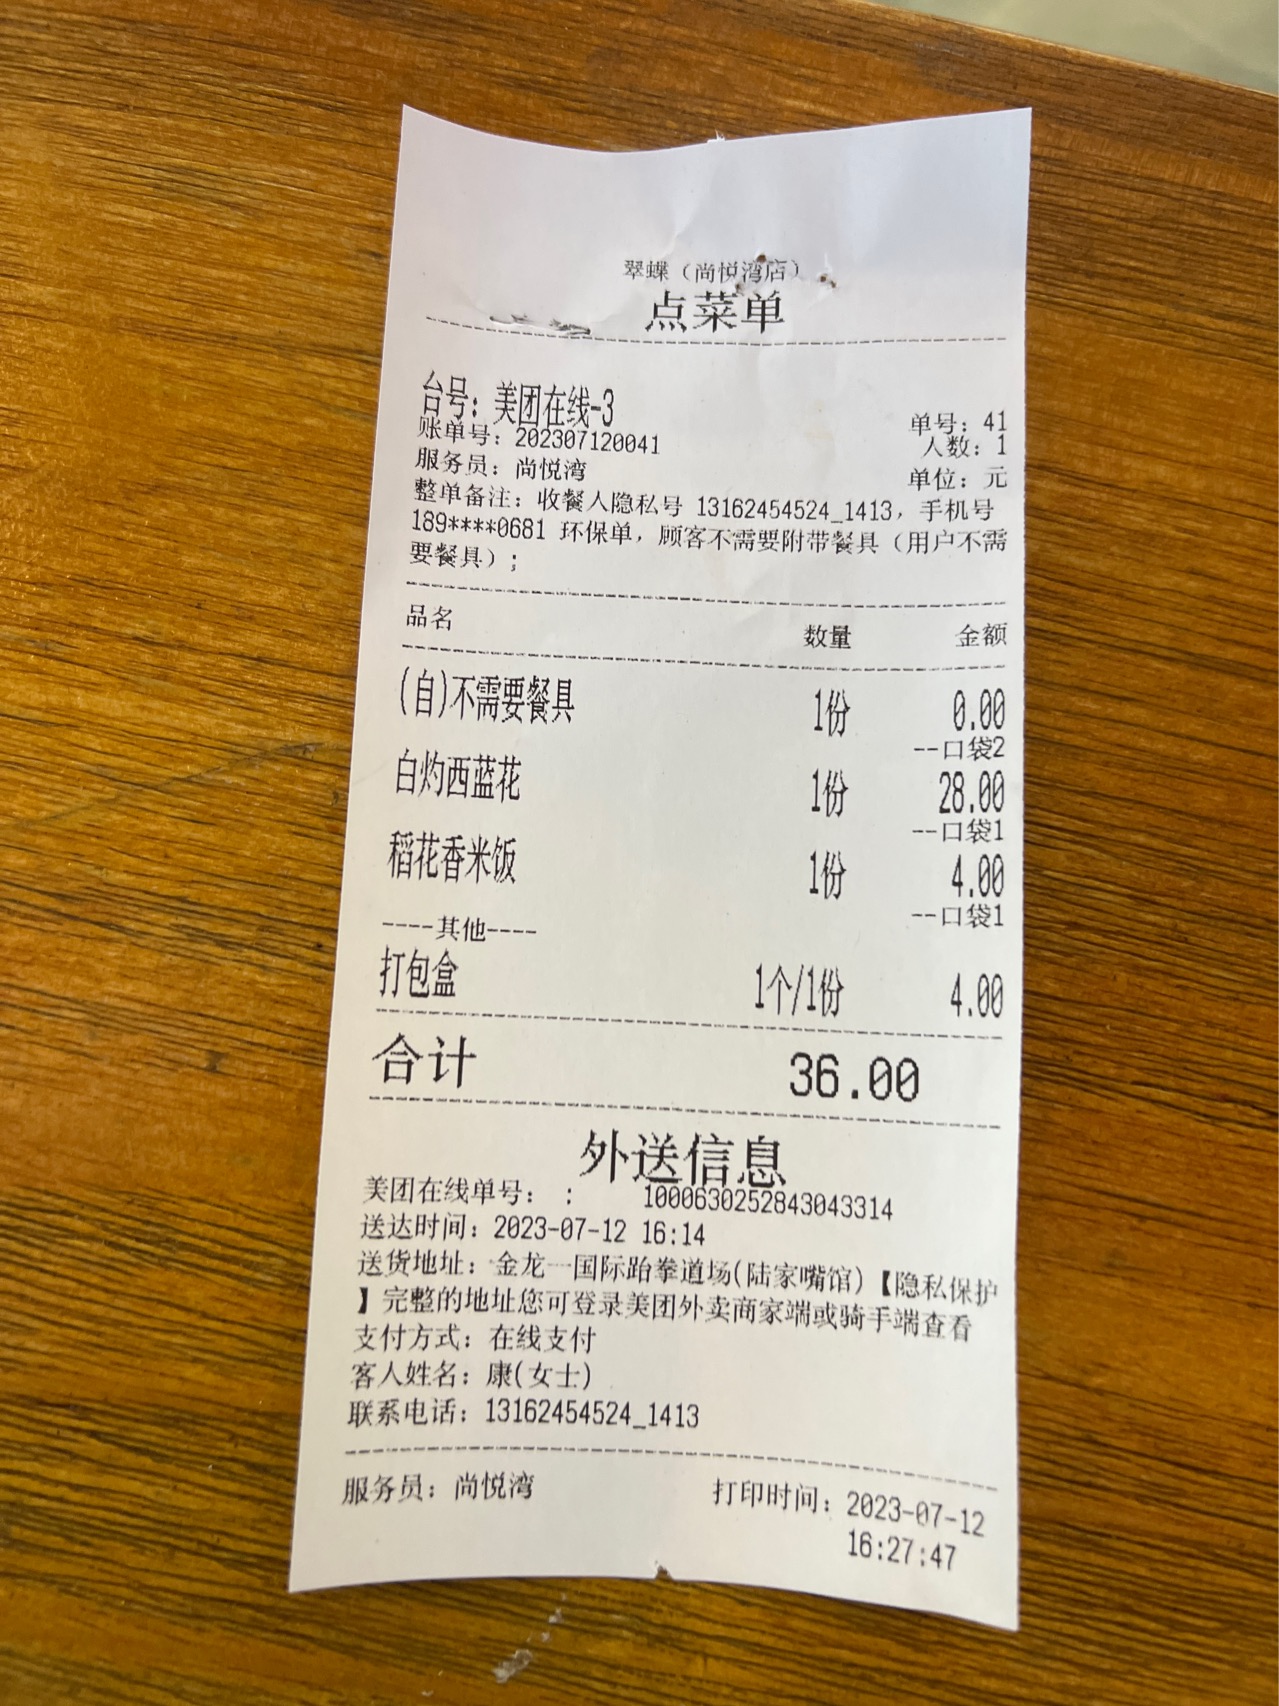 翠蝶（尚悦湾店）
点菜单
台号：美团在线-3
单号：41
账单号：202307120041
人数：1
服务员：尚悦湾
单位：元
整单备注：收餐人隐私号 13162454524_1413，手机号
189****0681 环保单，顾客不需要附带餐具（用户不需
要餐具）；
品名 数量 金额
(自)不需要餐具 1份 0.00
--口袋2
白灼西蓝花 1份 28.00
--口袋1
稻花香米饭 1份 4.00
--口袋1
----其他----
打包盒 1个/1份 4.00
合计 36.00
外送信息
美团在线单号：： 1000630252843043314
送达时间：2023-07-12 16:14
送货地址：金龙一国际跆拳道场(陆家嘴馆)【隐私保护
】完整的地址您可登录美团外卖商家端或骑手端查看
支付方式：在线支付
客人姓名：康(女士)
联系电话：13162454524_1413
服务员：尚悦湾 打印时间：2023-07-12
16:27:47